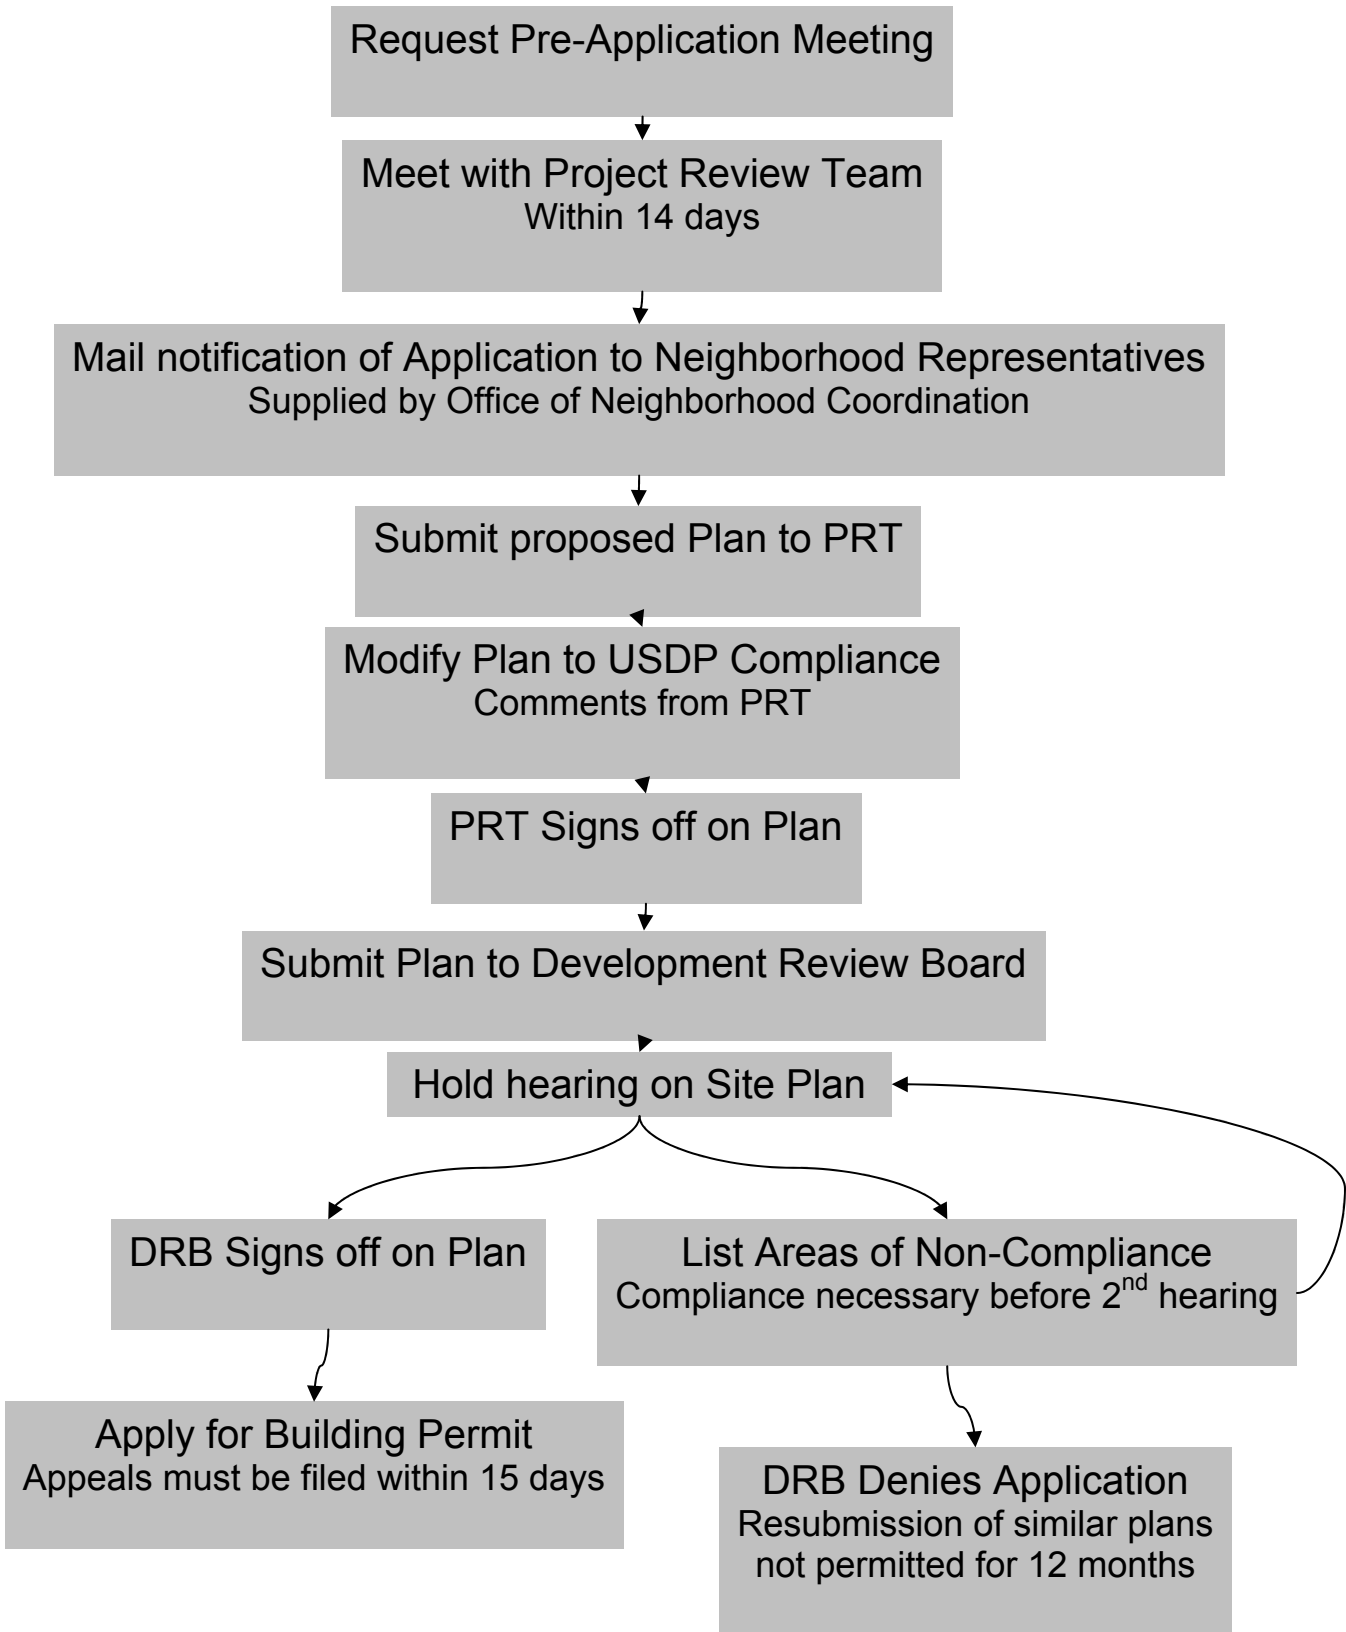 Request Pre-Application Meeting
Meet with Project Review Team
Within 14 days
Mail notification of Application to Neighborhood Representatives
Supplied by Office of Neighborhood Coordination
Submit proposed Plan to PRT
Modify Plan to USDP Compliance
Comments from PRT
PRT Signs off on Plan
Submit Plan to Development Review Board
Hold hearing on Site Plan
DRB Signs off on Plan
List Areas of Non-Compliance
Compliance necessary before 2nd hearing
Apply for Building Permit
Appeals must be filed within 15 days
DRB Denies Application
Resubmission of similar plans
not permitted for 12 months